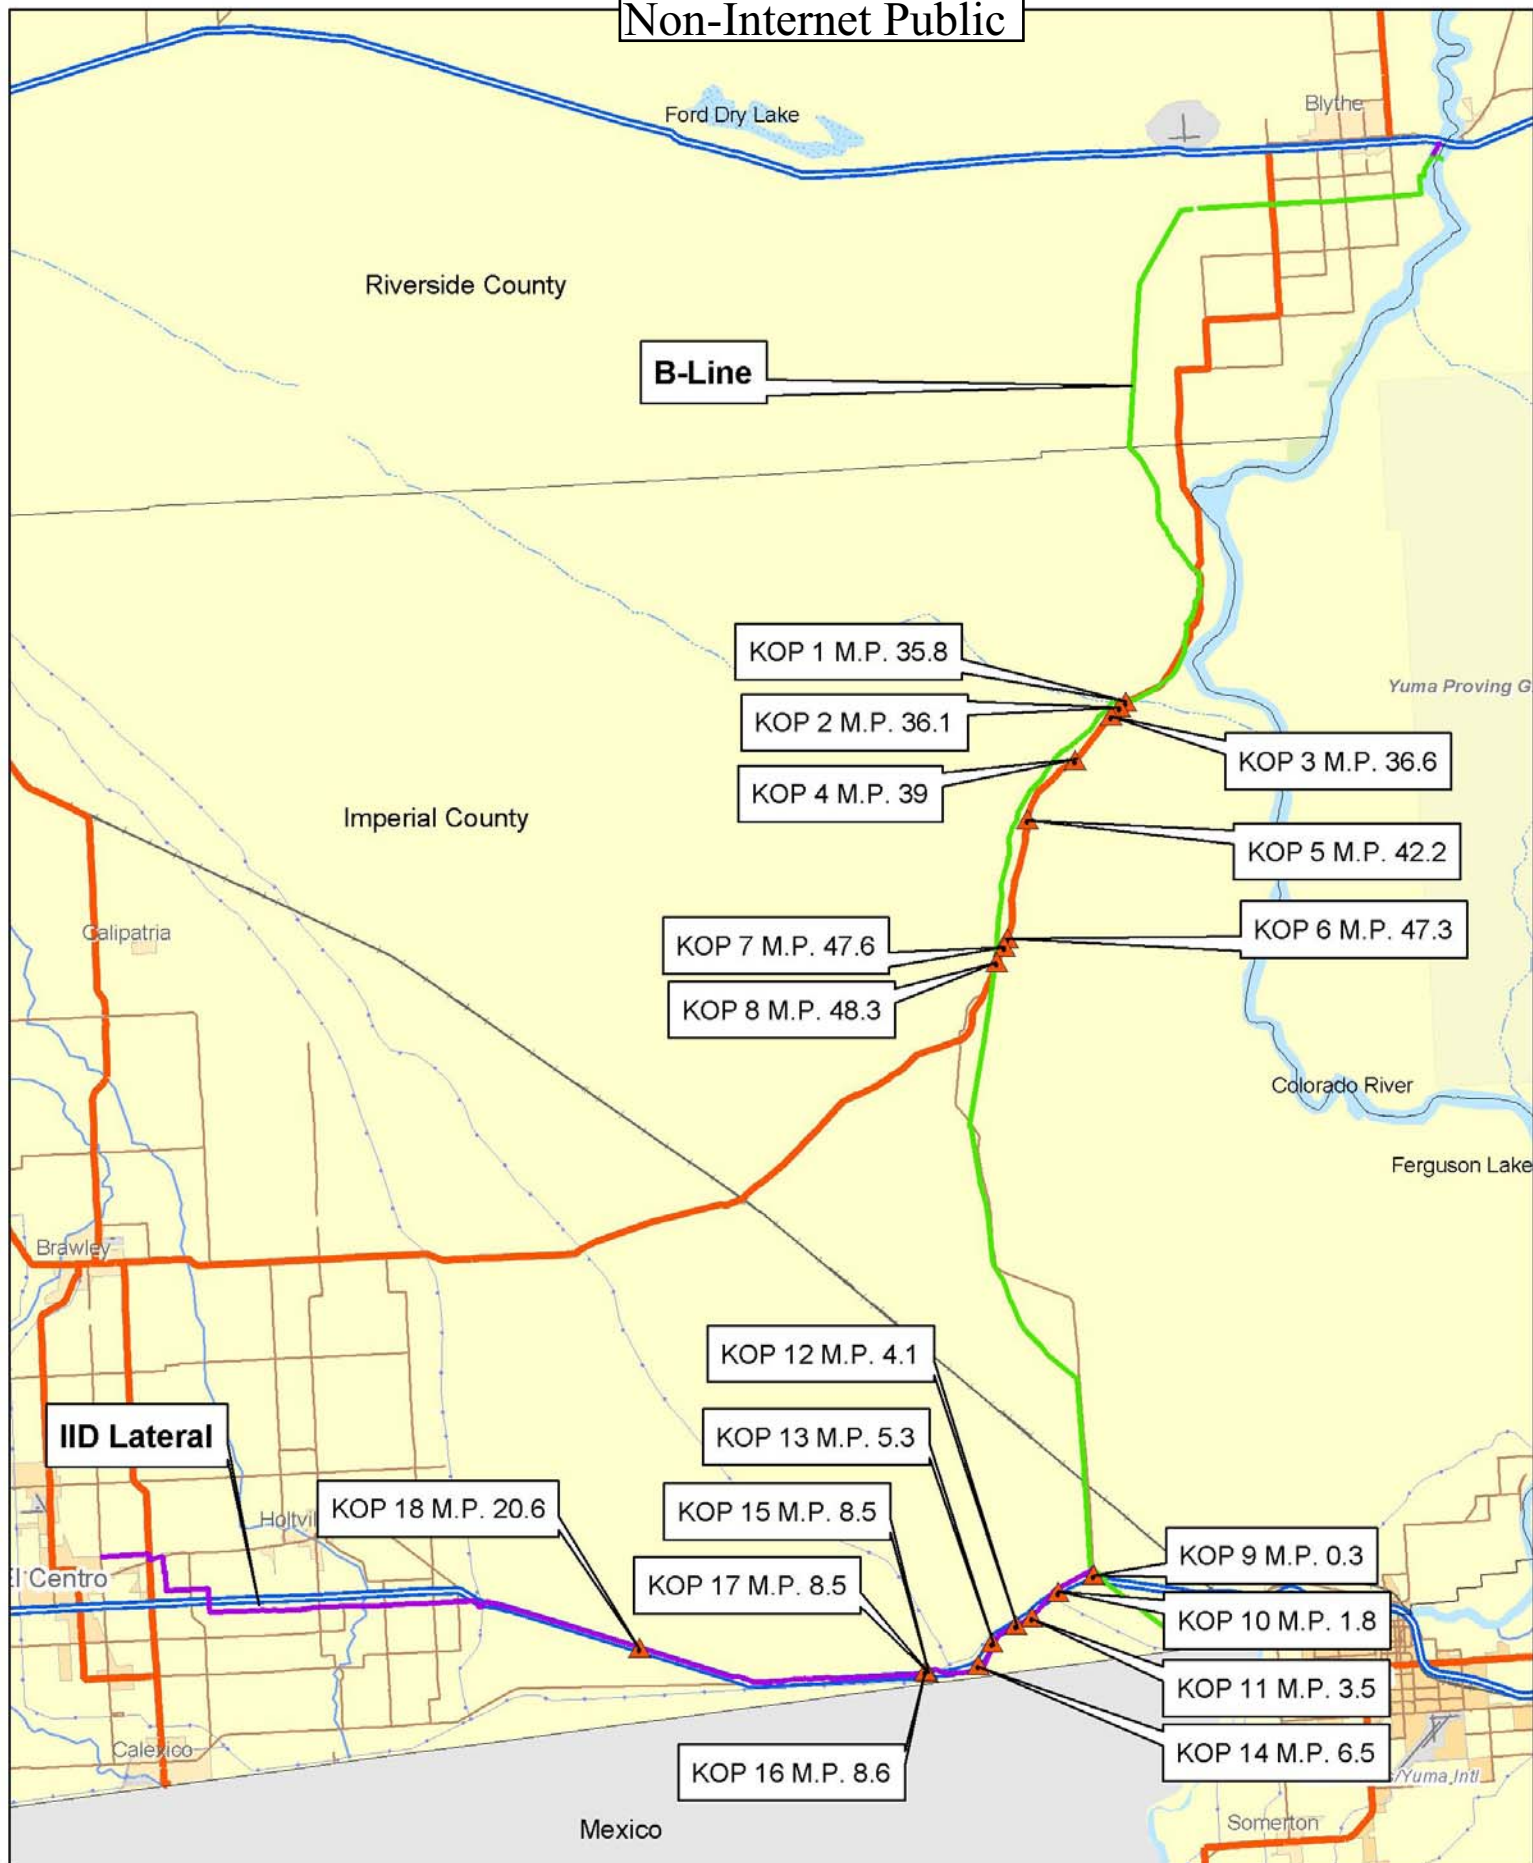 Non-Internet Public
Ford Dry Lake
Blythe
Riverside County
B-Line
KOP 1 M.P. 35.8
Yuma Proving G
KOP 2 M.P. 36.1
KOP 3 M.P. 36.6
KOP 4 M.P. 39
Imperial County
KOP 5 M.P. 42.2
Calipatria
KOP 6 M.P. 47.3
KOP 7 M.P. 47.6
KOP 8 M.P. 48.3
Colorado River
Ferguson Lake
Brawley
KOP 12 M.P. 4.1
IID Lateral
KOP 13 M.P. 5.3
KOP 18 M.P. 20.6
KOP 15 M.P. 8.5
Holtvil
KOP 9 M.P. 0.3
El Centro
KOP 17 M.P. 8.5
KOP 10 M.P. 1.8
KOP 11 M.P. 3.5
Calexico
KOP 14 M.P. 6.5
KOP 16 M.P. 8.6
s/Yuma Intl
Mexico
Somerton